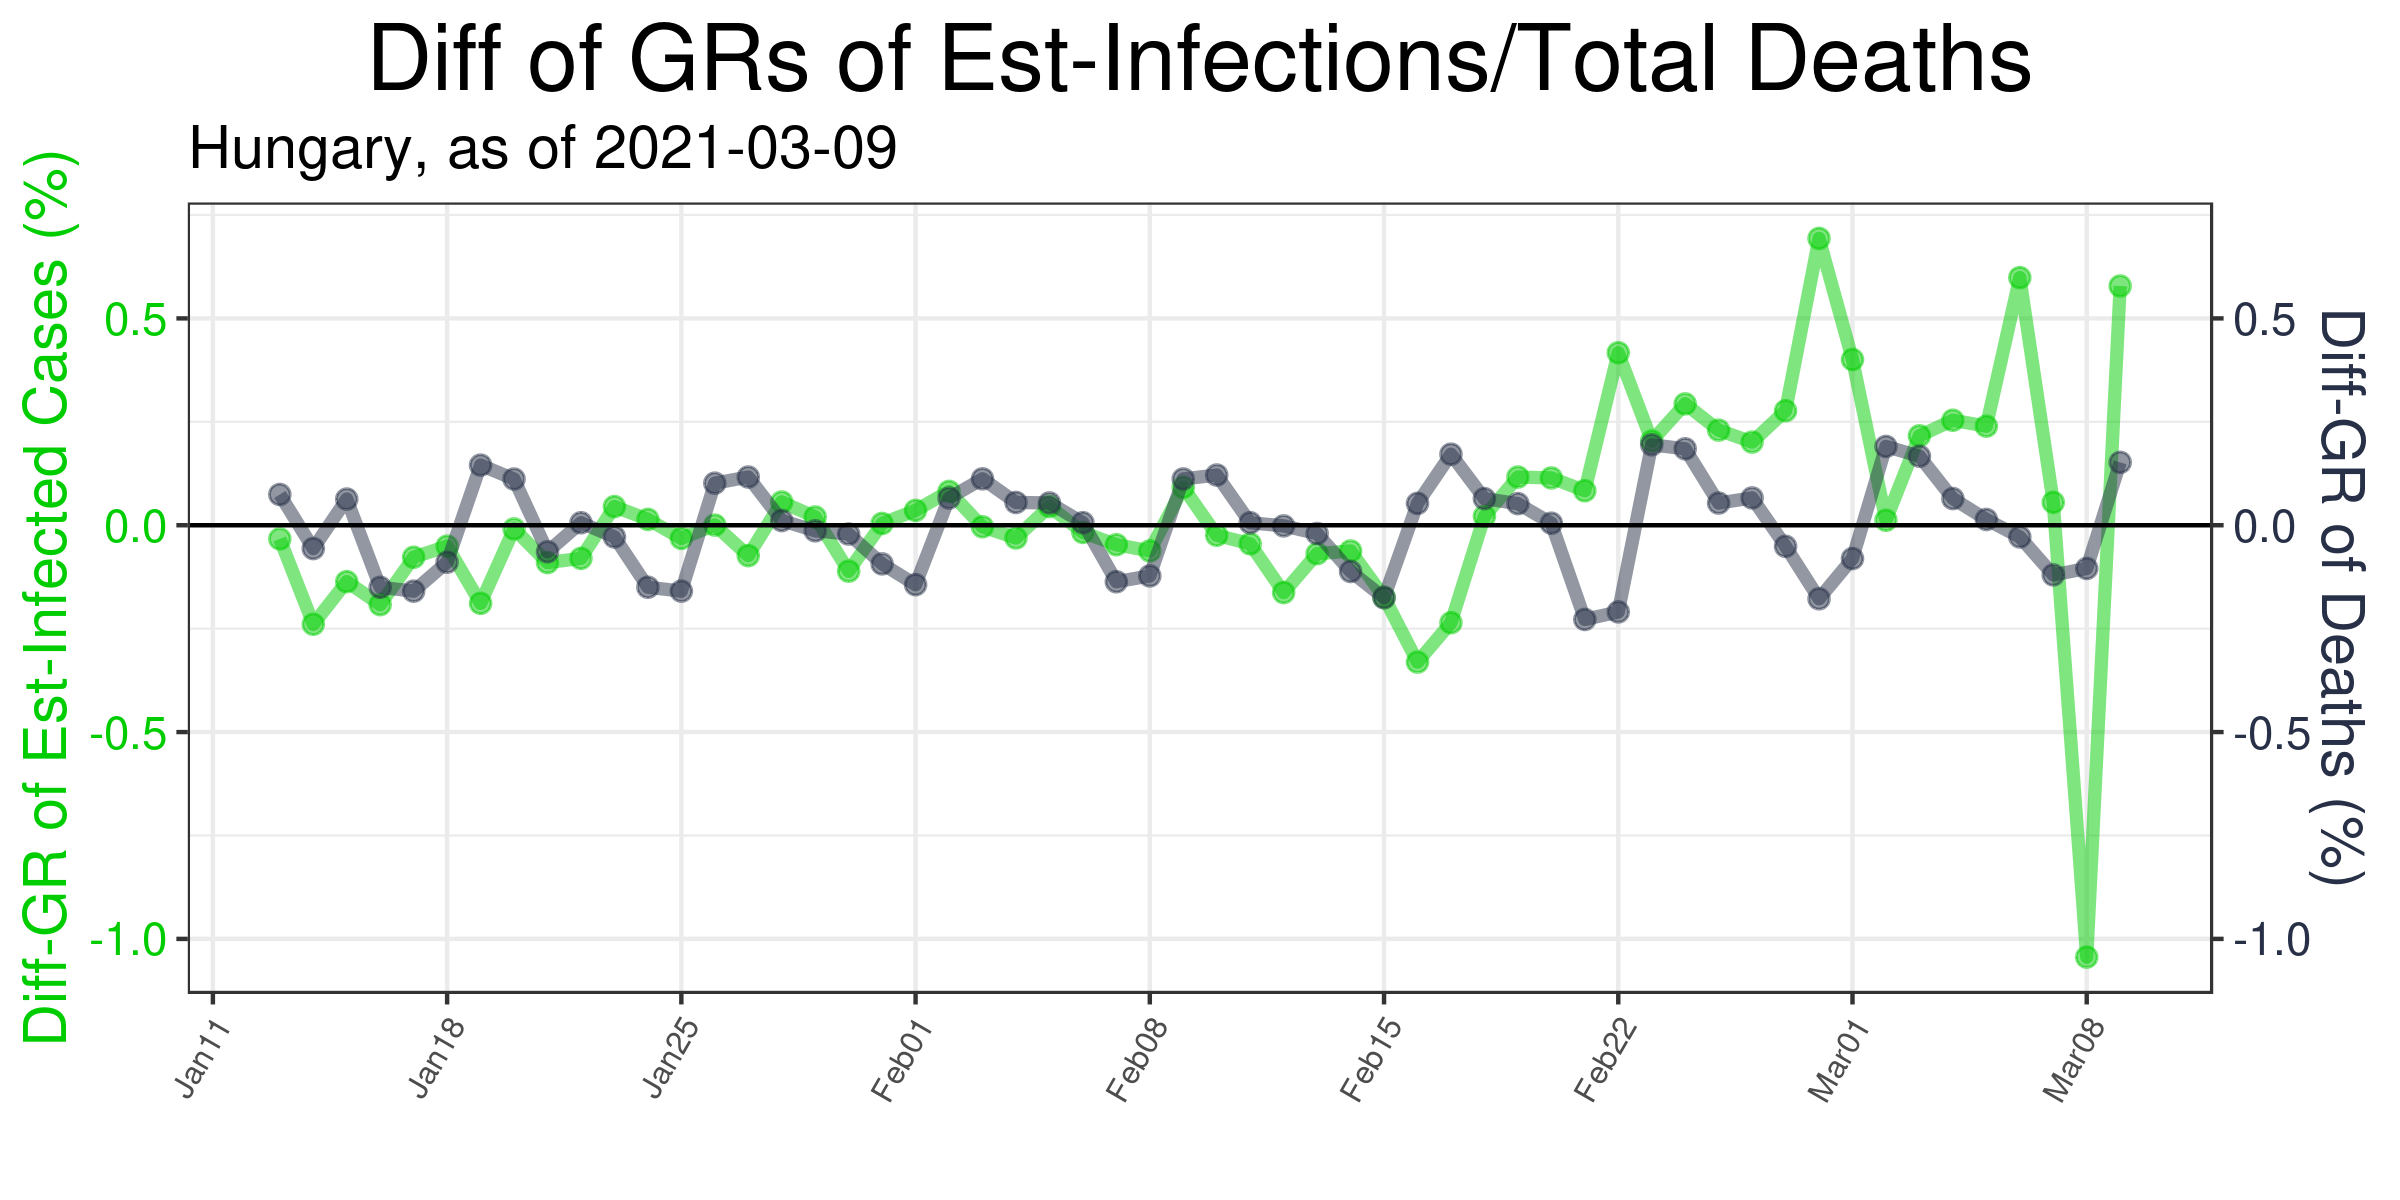 Diff of GRs of Est-Infections/Total Deaths
Hungary, as of 2021-03-09
Diff-GR of Est-Infected Cases (%)
0.5
0.0
-0.5
-1.0
0.5
0.0
-0.5
-1.0
Diff-GR of Deaths (%)
Jan11
Jan18
Jan25
Feb01
Feb08
Feb15
Feb22
Mar01
Mar08